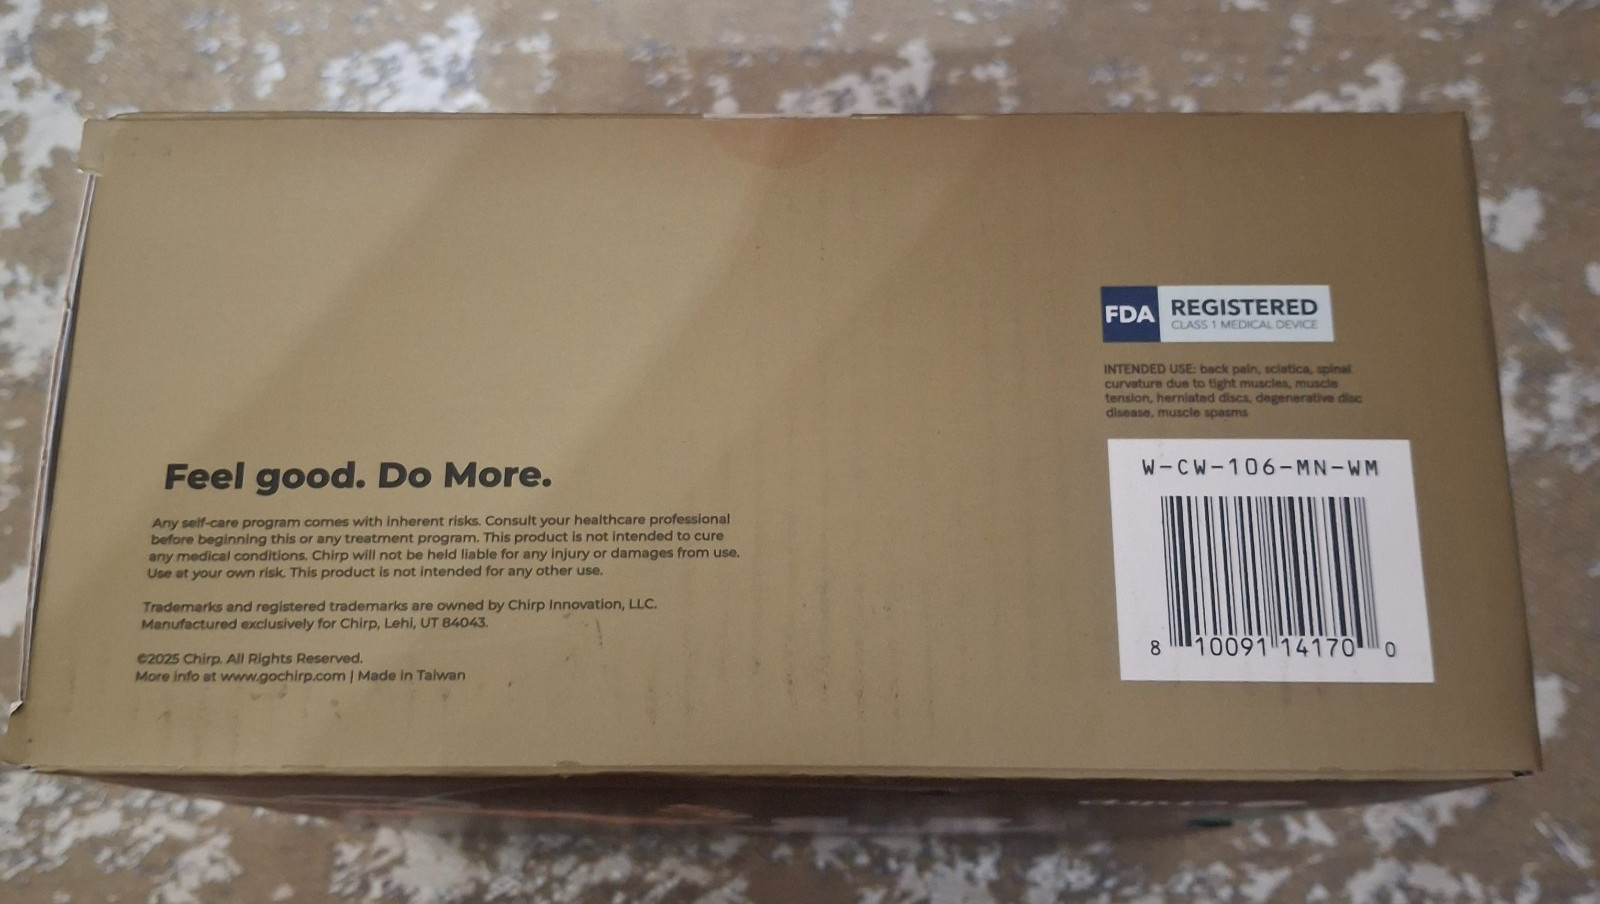 Feel good. Do More.
Any self-care program comes with inherent risks. Consult your healthcare professional
before beginning this or any treatment program. This product is not intended to cure
any medical conditions. Chirp will not be held liable for any injury or damages from use.
Use at your own risk. This product is not intended for any other use.
Trademarks and registered trademarks are owned by Chirp Innovation, LLC.
Manufactured exclusively for Chirp, Lehi, UT 84043.
©2025 Chirp. All Rights Reserved.
More info at www.gochirp.com | Made in Taiwan
FDA REGISTERED
CLASS 1 MEDICAL DEVICE
INTENDED USE: back pain, sciatica, spinal
curvature due to tight muscles, muscle
tension, herniated discs, degenerative disc
disease, muscle spasms
W-CW-106-MN-WM
8 10091 14170 0